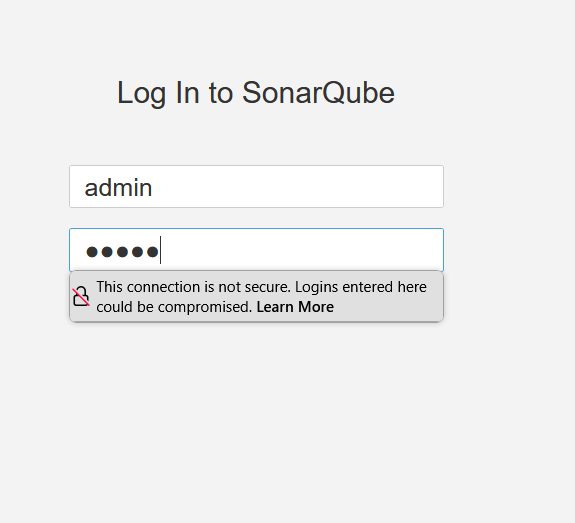 Log In to SonarQube
admin
●●●●●
This connection is not secure. Logins entered here
could be compromised. Learn More